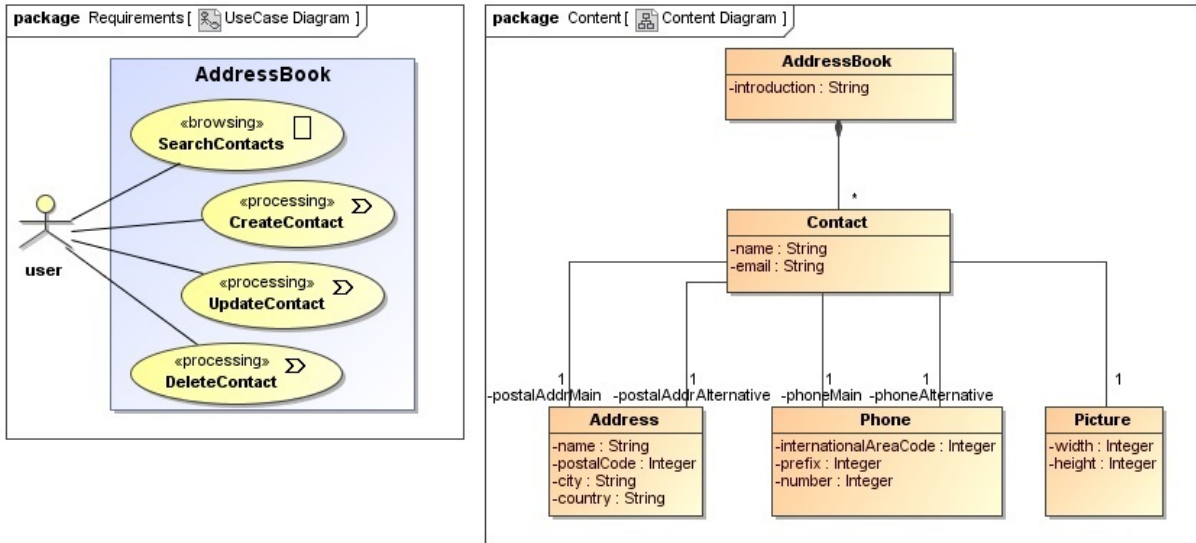 package Requirements [ UseCase Diagram ]
AddressBook
«browsing»
SearchContacts
«processing»
CreateContact
«processing»
UpdateContact
«processing»
DeleteContact
user
package Content [ Content Diagram ]
AddressBook
-introduction : String
*
Contact
-name : String
-email : String
1 1 1 1 1
-postalAddrMain -postalAddrAlternative -phoneMain -phoneAlternative
Address
-name : String
-postalCode : Integer
-city : String
-country : String
Phone
-internationalAreaCode : Integer
-prefix : Integer
-number : Integer
Picture
-width : Integer
-height : Integer